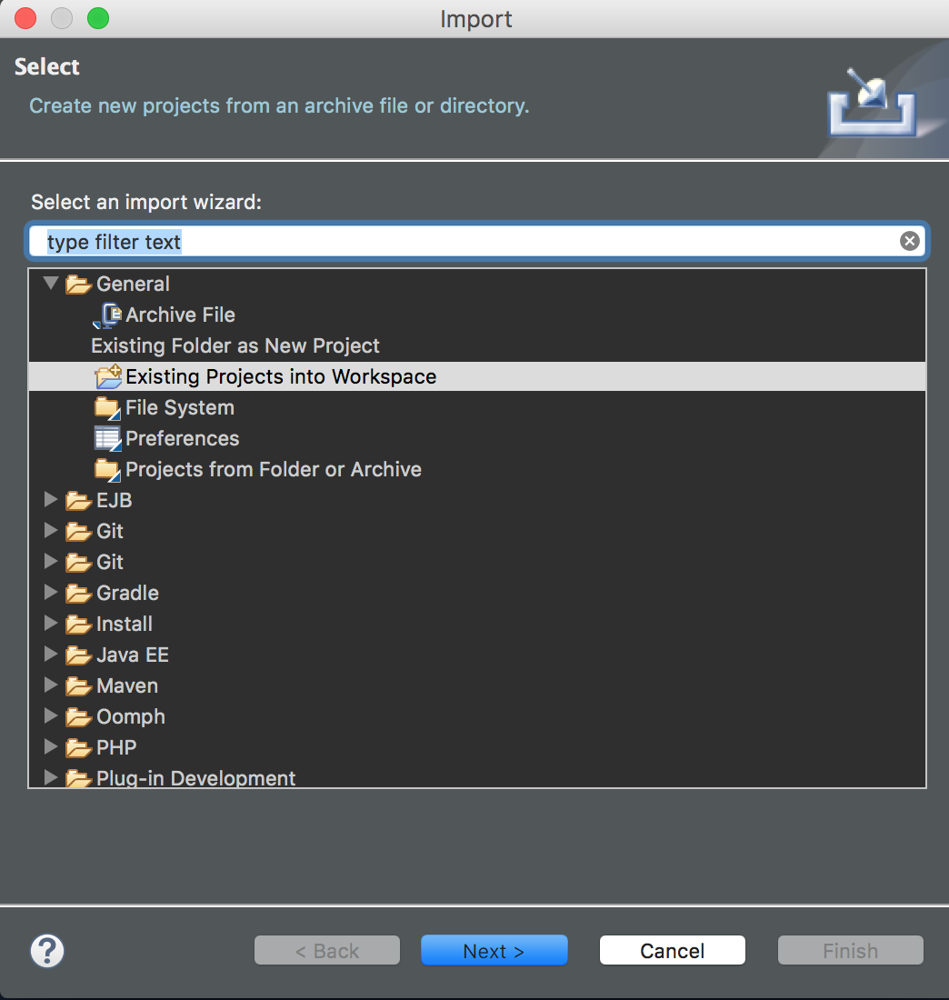 Import
Select
Create new projects from an archive file or directory.
Select an import wizard:
type filter text
General
Archive File
Existing Folder as New Project
Existing Projects into Workspace
File System
Preferences
Projects from Folder or Archive
EJB
Git
Git
Gradle
Install
Java EE
Maven
Oomph
PHP
Plug-in Development
? < Back Next > Cancel Finish